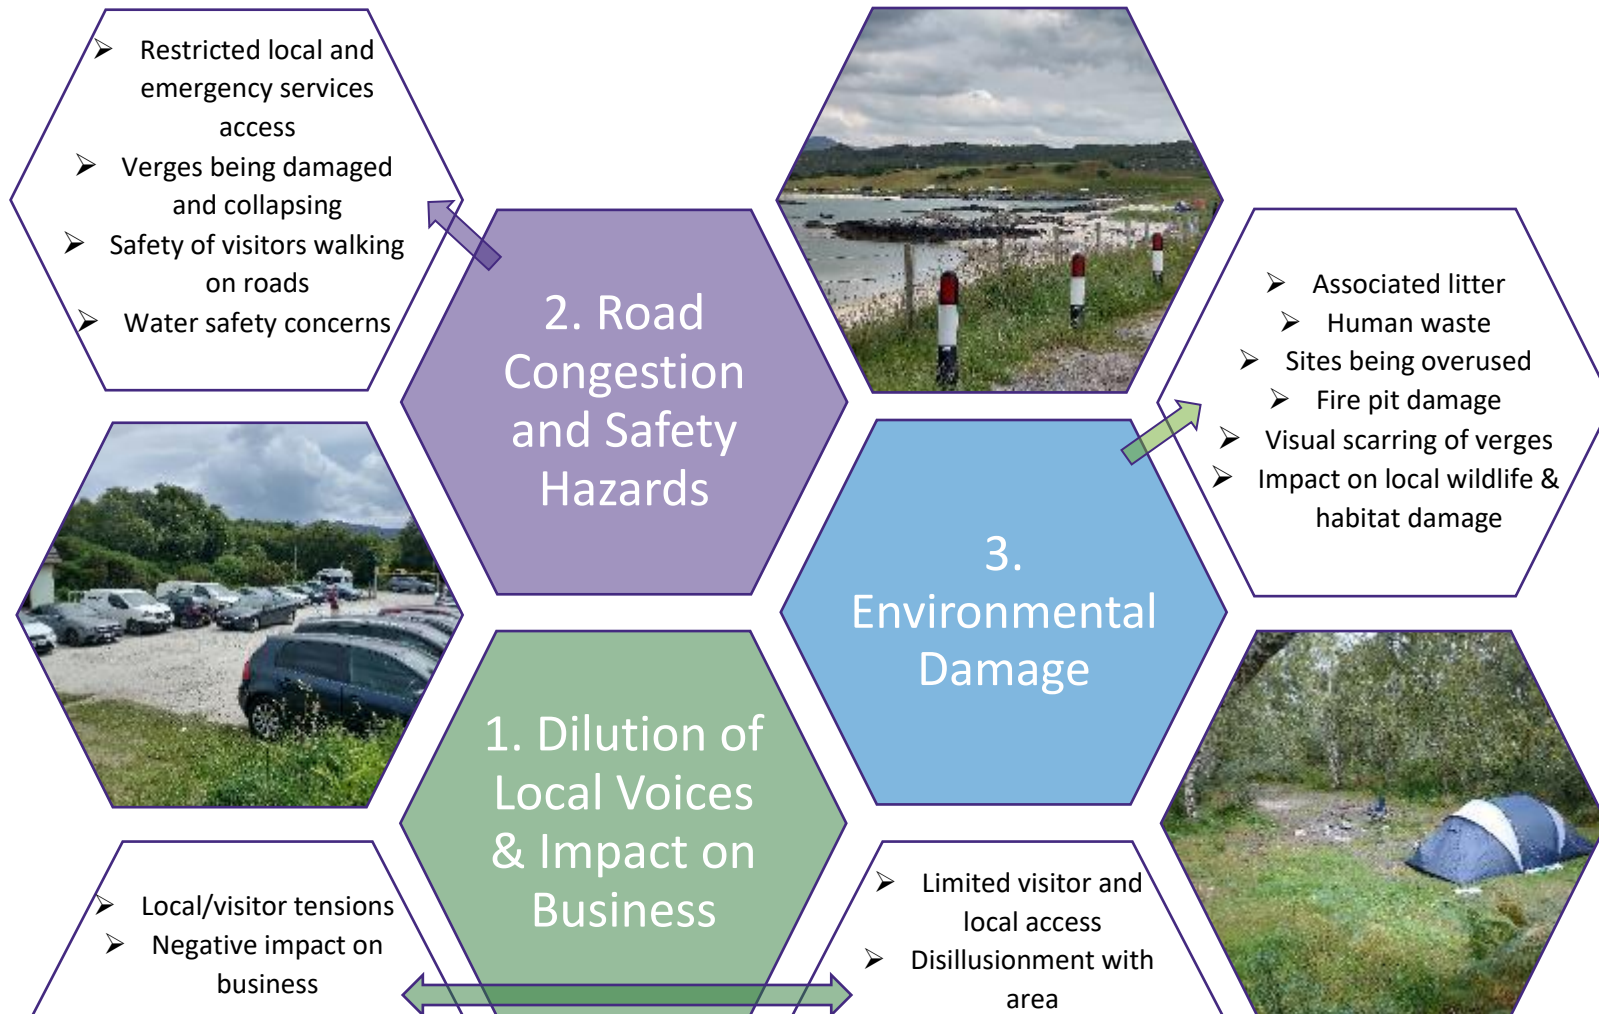 ➢ Restricted local and
emergency services
access
➢ Verges being damaged
and collapsing
➢ Safety of visitors walking
on roads
➢ Water safety concerns
2. Road
Congestion
and Safety
Hazards
➢ Associated litter
➢ Human waste
➢ Sites being overused
➢ Fire pit damage
➢ Visual scarring of verges
➢ Impact on local wildlife &
habitat damage
3.
Environmental
Damage
1. Dilution of
Local Voices
& Impact on
Business
➢ Local/visitor tensions
➢ Negative impact on
business
➢ Limited visitor and
local access
➢ Disillusionment with
area